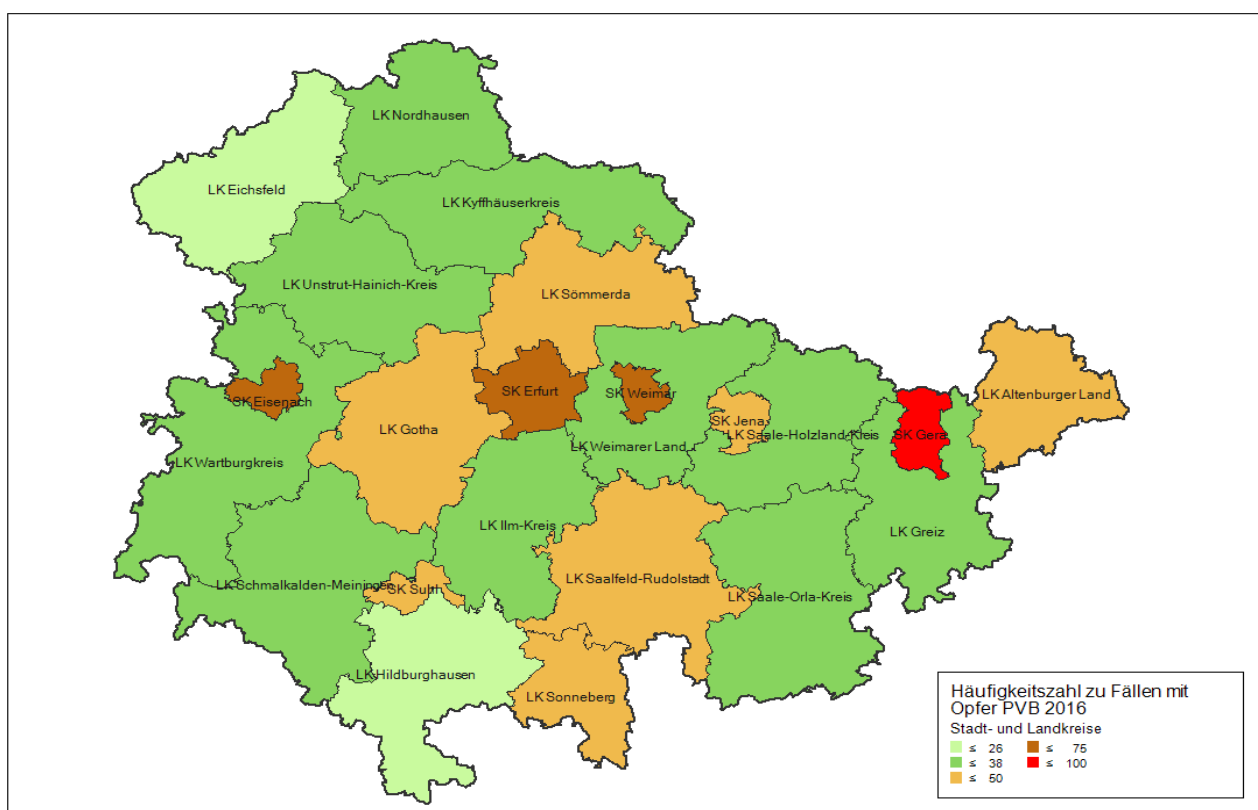 LK Nordhausen
LK Eichsfeld
LK Kyffhäuserkreis
LK Unstrut-Hainich-Kreis
LK Sömmerda
SK Eisenach
SK Erfurt
SK Weimar
LK Altenburger Land
LK Gotha
SK Jena
LK Saale-Holzland-Kreis
SK Gera
LK Wartburgkreis
LK Weimarer Land
LK Ilm-Kreis
LK Greiz
LK Schmalkalden-Meiningen
SK Suhl
LK Saalfeld-Rudolstadt
LK Saale-Orla-Kreis
LK Hildburghausen
LK Sonneberg
Häufigkeitszahl zu Fällen mit
Opfer PVB 2016
Stadt- und Landkreise
≤ 26 ≤ 75
≤ 38 ≤ 100
≤ 50